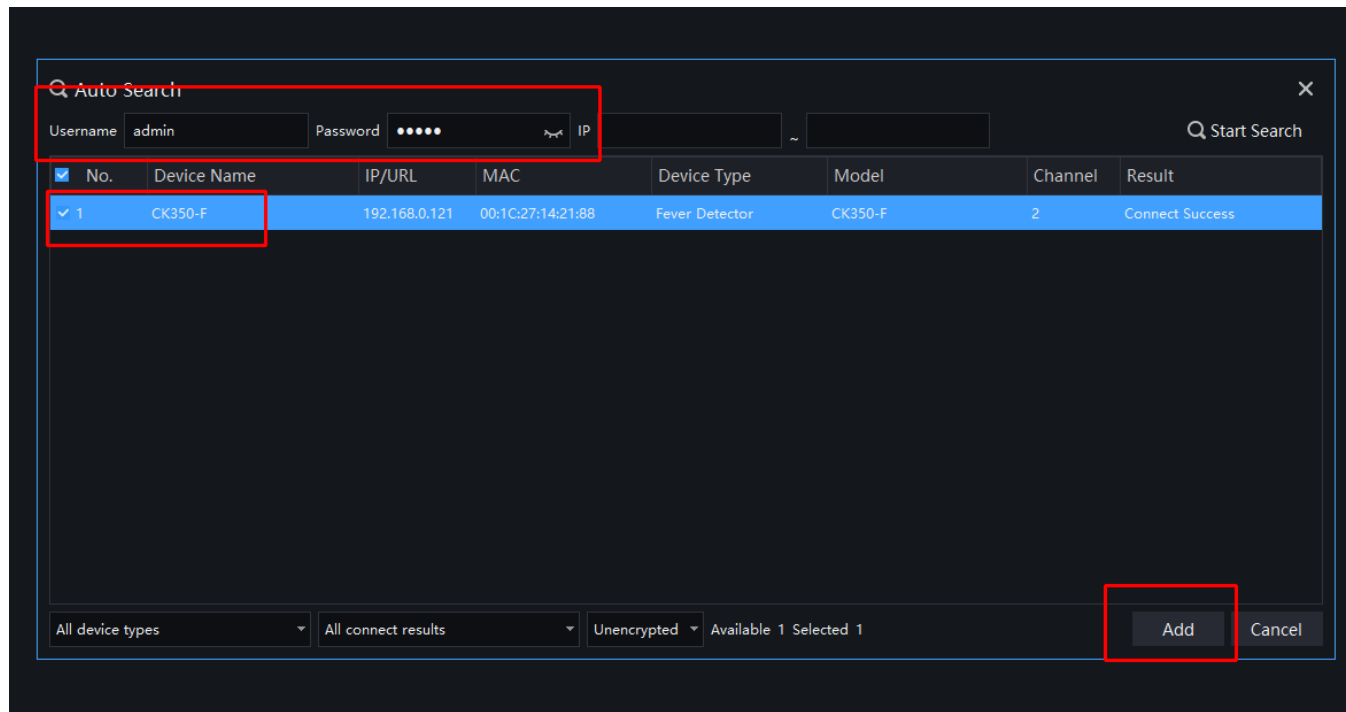 Auto Search
Username admin Password ••••• IP ~ Start Search
No. Device Name IP/URL MAC Device Type Model Channel Result
1 CK350-F 192.168.0.121 00:1C:27:14:21:88 Fever Detector CK350-F 2 Connect Success
All device types All connect results Unencrypted Available 1 Selected 1 Add Cancel